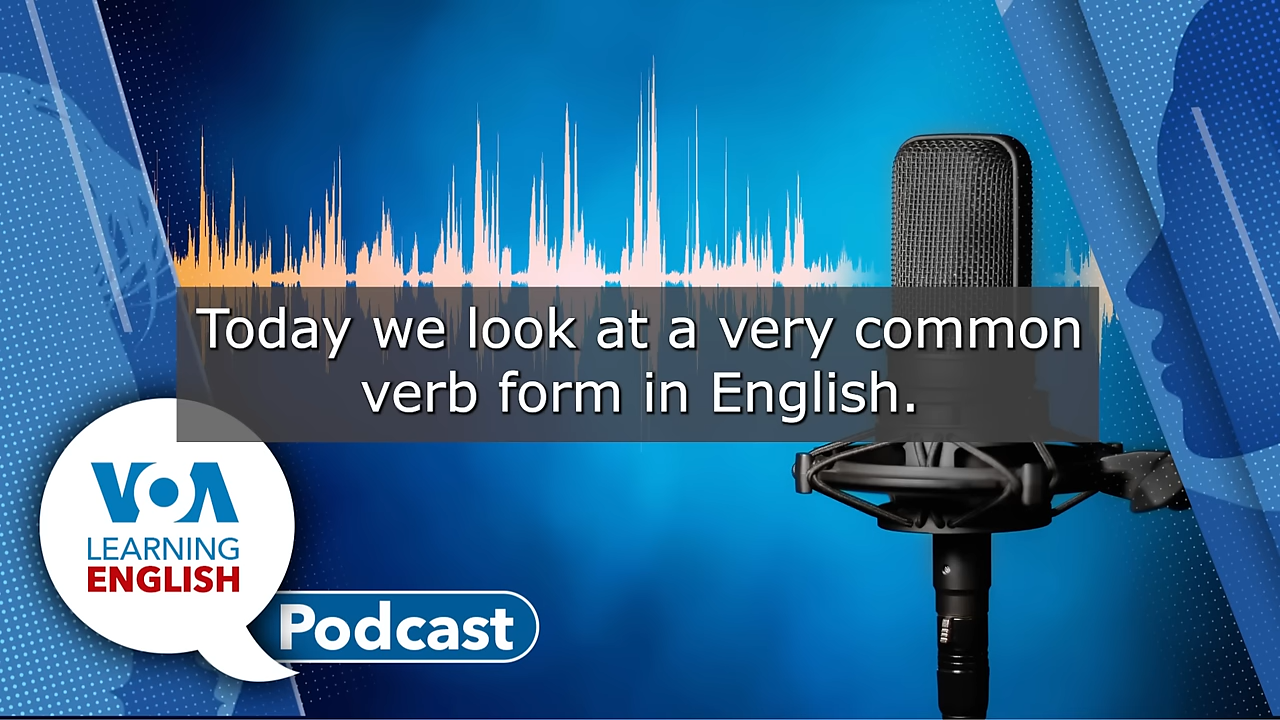 Today we look at a very common
verb form in English.
VOA
LEARNING
ENGLISH
Podcast